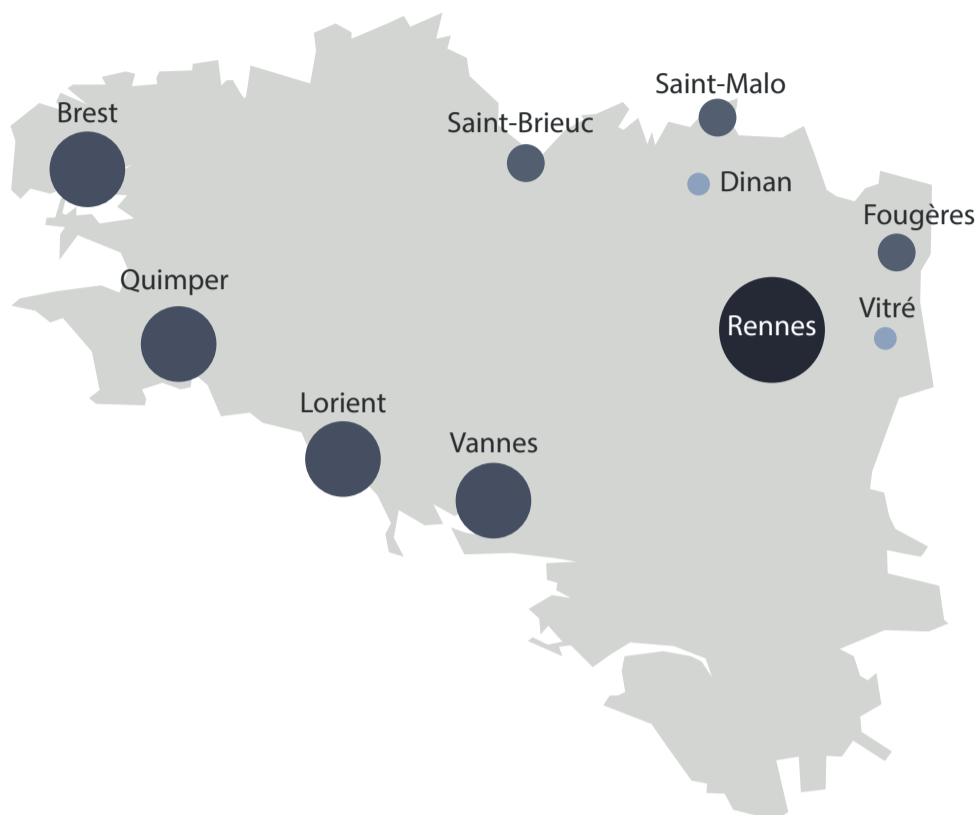 Saint-Malo
Brest
Saint-Brieuc
Dinan
Fougères
Quimper
Vitré
Rennes
Lorient
Vannes